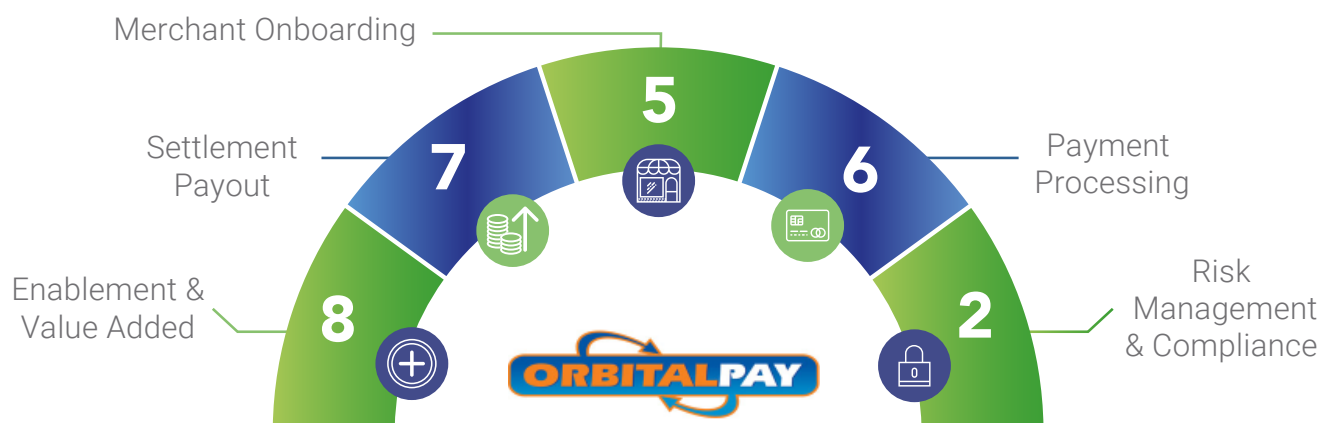 Merchant Onboarding
5
Settlement
Payout
7
6
Payment
Processing
Enablement &
Value Added
8
2
Risk
Management
& Compliance
ORBITALPAY